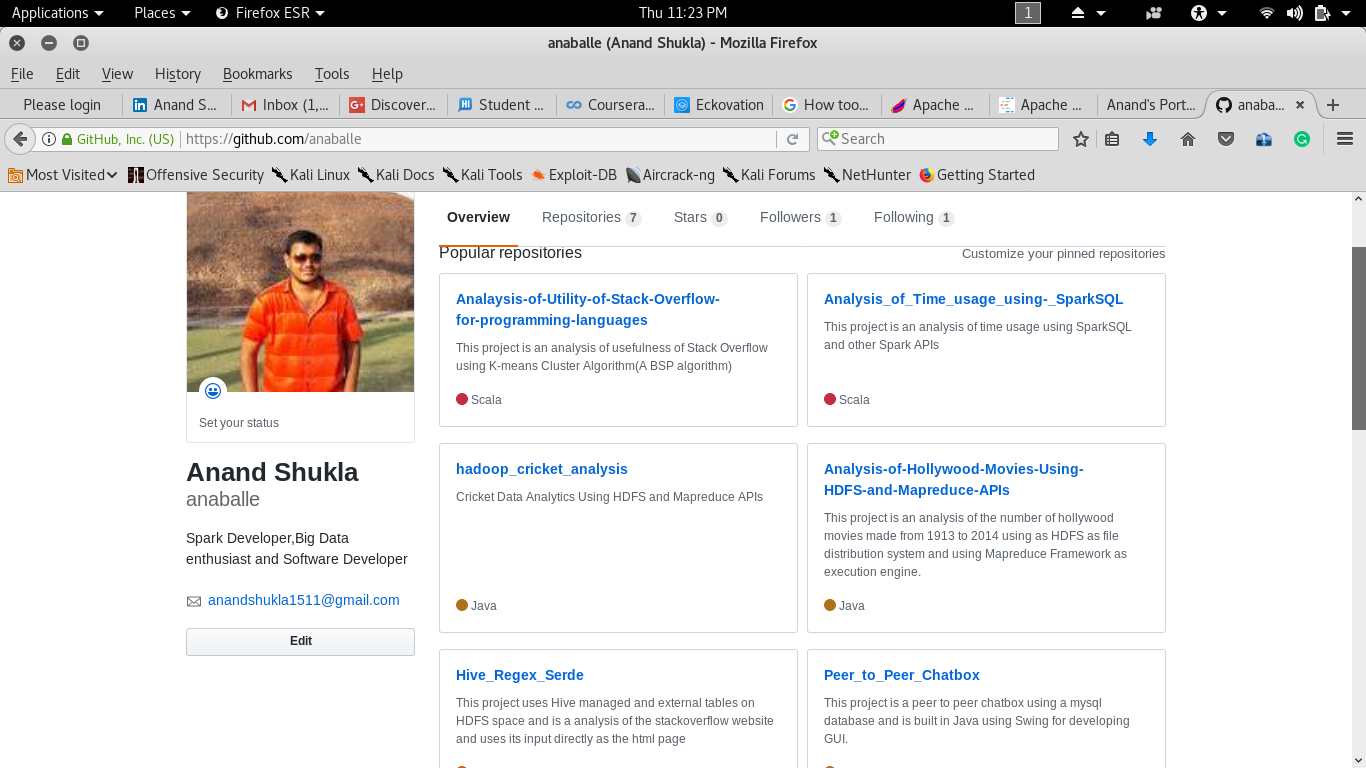 Applications Places Firefox ESR Thu 11:23 PM 1
anaballe (Anand Shukla) - Mozilla Firefox
File Edit View History Bookmarks Tools Help
Please login Anand S... Inbox (1,... Discover... Student ... Coursera... Eckovation How too... Apache ... Apache ... Anand's Port... anaba...
GitHub, Inc. (US) https://github.com/anaballe Search
Most Visited Offensive Security Kali Linux Kali Docs Kali Tools Exploit-DB Aircrack-ng Kali Forums NetHunter Getting Started
Overview Repositories 7 Stars 0 Followers 1 Following 1
Popular repositories Customize your pinned repositories
Analaysis-of-Utility-of-Stack-Overflow-
for-programming-languages
This project is an analysis of usefulness of Stack Overflow
using K-means Cluster Algorithm(A BSP algorithm)
Scala
Analysis_of_Time_usage_using-_SparkSQL
This project is an analysis of time usage using SparkSQL
and other Spark APIs
Scala
Set your status
Anand Shukla
anaballe
Spark Developer,Big Data
enthusiast and Software Developer
anandshukla1511@gmail.com
Edit
hadoop_cricket_analysis
Cricket Data Analytics Using HDFS and Mapreduce APIs
Java
Analysis-of-Hollywood-Movies-Using-
HDFS-and-Mapreduce-APIs
This project is an analysis of the number of hollywood
movies made from 1913 to 2014 using as HDFS as file
distribution system and using Mapreduce Framework as
execution engine.
Java
Hive_Regex_Serde
This project uses Hive managed and external tables on
HDFS space and is a analysis of the stackoverflow website
and uses its input directly as the html page
Peer_to_Peer_Chatbox
This project is a peer to peer chatbox using a mysql
database and is built in Java using Swing for developing
GUI.